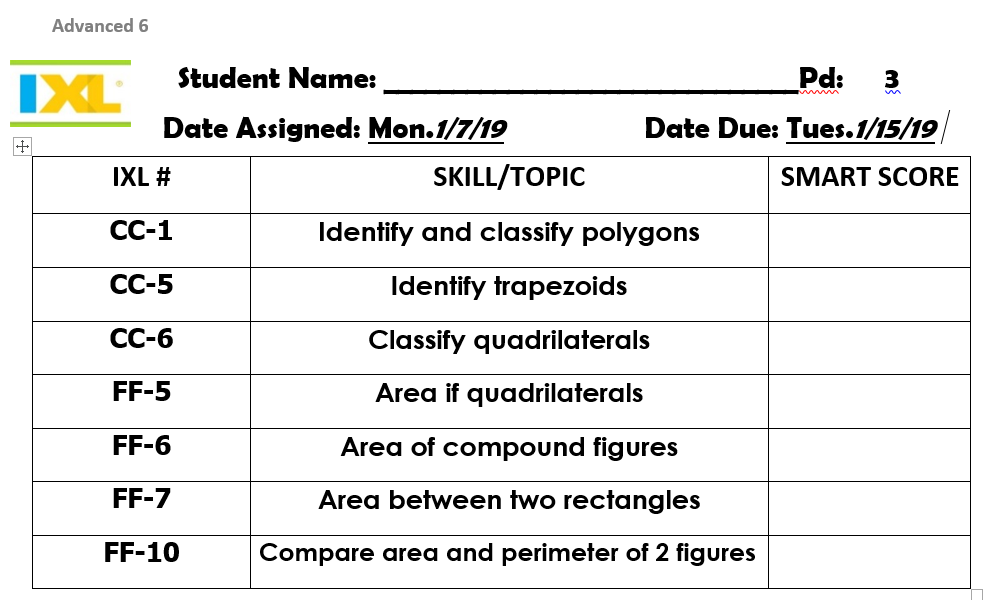 Advanced 6
IXL
Student Name: ______________________________Pd: 3
Date Assigned: Mon.1/7/19 Date Due: Tues.1/15/19
IXL # SKILL/TOPIC SMART SCORE
CC-1 Identify and classify polygons
CC-5 Identify trapezoids
CC-6 Classify quadrilaterals
FF-5 Area if quadrilaterals
FF-6 Area of compound figures
FF-7 Area between two rectangles
FF-10 Compare area and perimeter of 2 figures